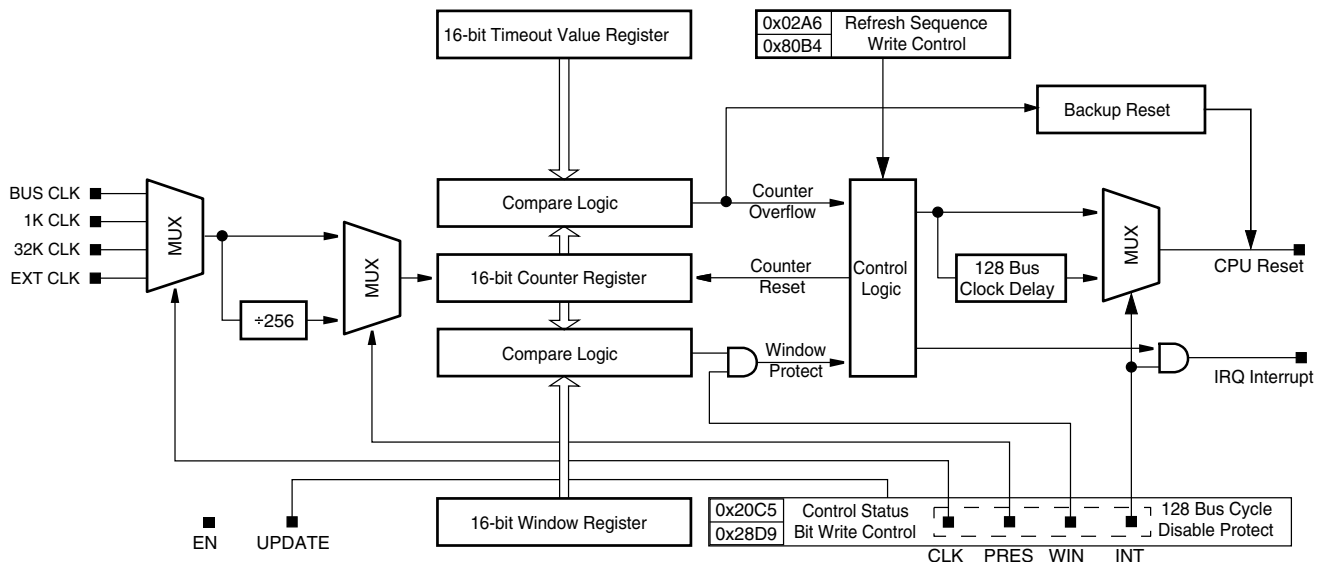 16-bit Timeout Value Register
0x02A6
0x80B4
Refresh Sequence
Write Control
Backup Reset
BUS CLK
1K CLK
32K CLK
EXT CLK
MUX
÷256
MUX
Compare Logic
16-bit Counter Register
Compare Logic
Counter
Overflow
Counter
Reset
Window
Protect
Control
Logic
128 Bus
Clock Delay
MUX
CPU Reset
IRQ Interrupt
EN
UPDATE
16-bit Window Register
0x20C5
0x28D9
Control Status
Bit Write Control
128 Bus Cycle
Disable Protect
CLK
PRES
WIN
INT